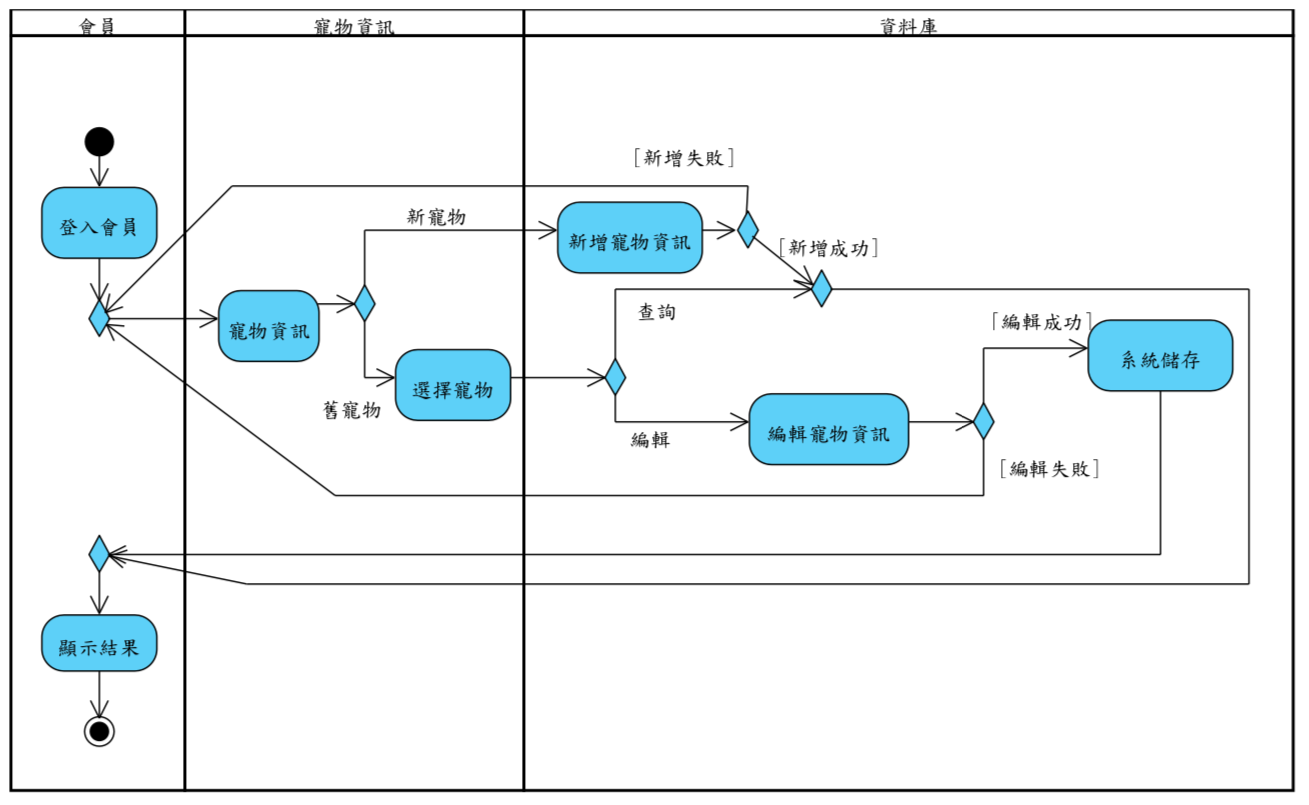 會員
寵物資訊
資料庫
[新增失敗]
登入會員
新寵物
新增寵物資訊
[新增成功]
寵物資訊
查詢
[編輯成功]
系統儲存
選擇寵物
舊寵物
編輯
編輯寵物資訊
[編輯失敗]
顯示結果